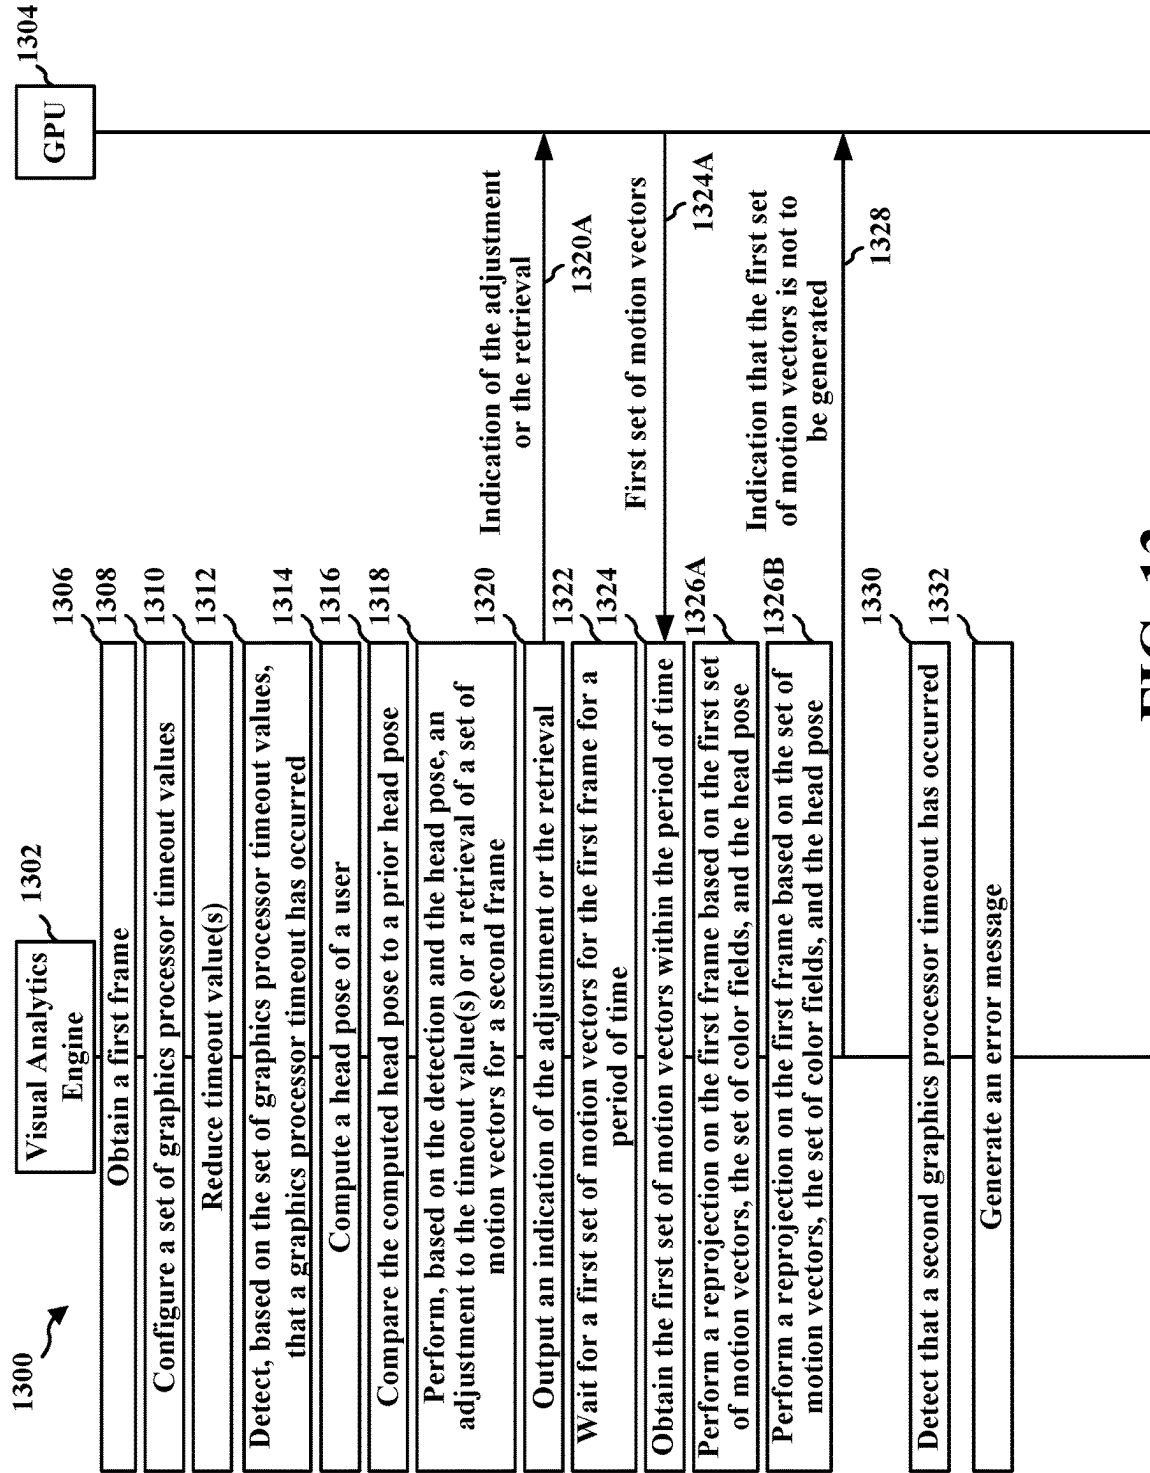 1300
Visual Analytics
Engine
1302
GPU
1304
Obtain a first frame
1306
Configure a set of graphics processor timeout values
1308
Reduce timeout value(s)
1310
Detect, based on the set of graphics processor timeout values,
that a graphics processor timeout has occurred
1312
Compute a head pose of a user
1314
Compare the computed head pose to a prior head pose
1316
Perform, based on the detection and the head pose, an
adjustment to the timeout value(s) or a retrieval of a set of
motion vectors for a second frame
1318
Indication of the adjustment
or the retrieval
Output an indication of the adjustment or the retrieval
1320
1320A
Wait for a first set of motion vectors for the first frame for a
period of time
1322
First set of motion vectors
Obtain the first set of motion vectors within the period of time
1324
1324A
Perform a reprojection on the first frame based on the first set
of motion vectors, the set of color fields, and the head pose
1326A
Perform a reprojection on the first frame based on the set of
motion vectors, the set of color fields, and the head pose
1326B
Indication that the first set
of motion vectors is not to
be generated
1328
Detect that a second graphics processor timeout has occurred
1330
Generate an error message
1332